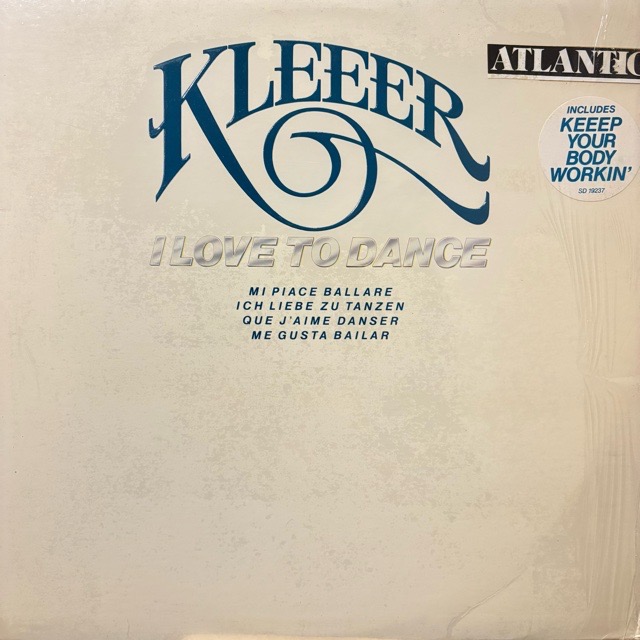 KLEEER
ATLANTIC
INCLUDES
KEEEP
YOUR
BODY
WORKIN'
SD 19237
I LOVE TO DANCE
MI PIACE BALLARE
ICH LIEBE ZU TANZEN
QUE J'AIME DANSER
ME GUSTA BAILAR